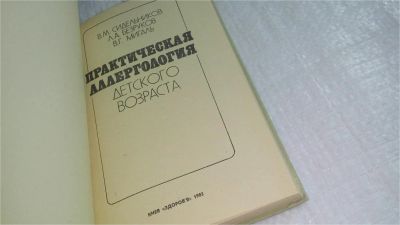 В.М. СИДЕЛЬНИКОВ
Л.А. БЕЗРУКОВ
В.Г. МИГАЛЬ
ПРАКТИЧЕСКАЯ
АЛЛЕРГОЛОГИЯ
ДЕТСКОГО
ВОЗРАСТА
КИЕВ «ЗДОРОВ'Я» 1985